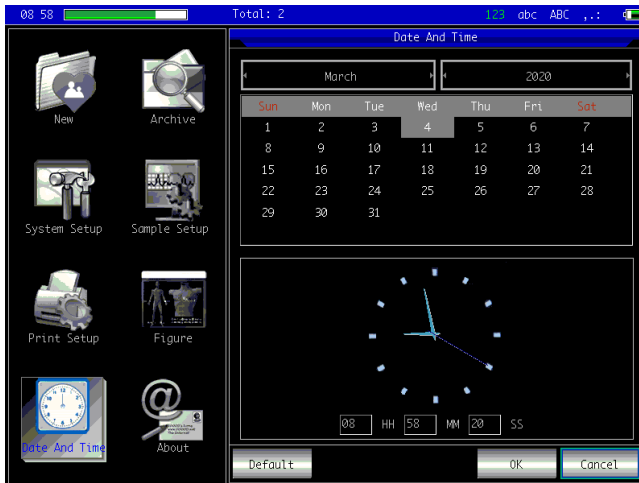 08 58
Total: 2
123 abc ABC ,.:
New
Archive
System Setup
Sample Setup
Print Setup
Figure
Date And Time
About
Date And Time
March
2020
Sun Mon Tue Wed Thu Fri Sat
1 2 3 4 5 6 7
8 9 10 11 12 13 14
15 16 17 18 19 20 21
22 23 24 25 26 27 28
29 30 31
08 HH 58 MM 20 SS
Default
OK
Cancel